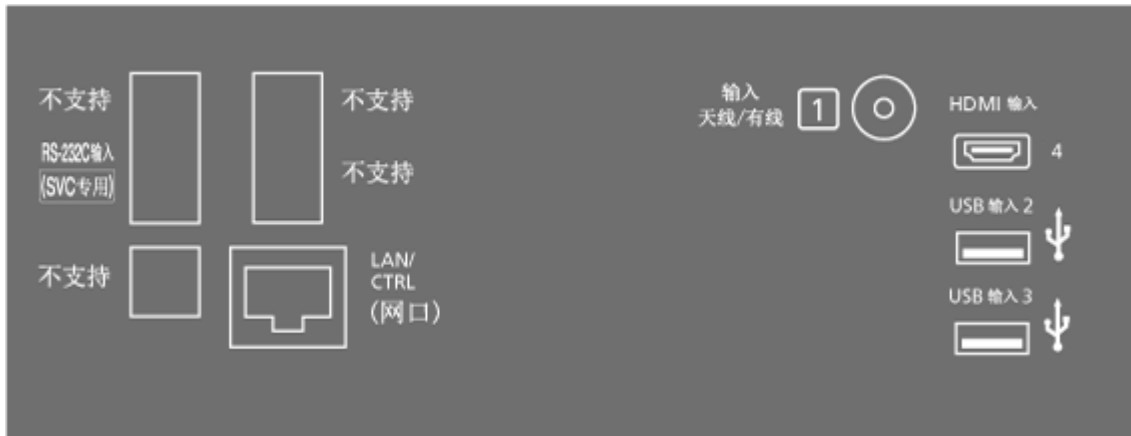 不支持
RS-232C输入
(SVC专用)
不支持
不支持
不支持
LAN/
CTRL
(网口)
输入
天线/有线
1
HDMI 输入
4
USB 输入 2
USB 输入 3